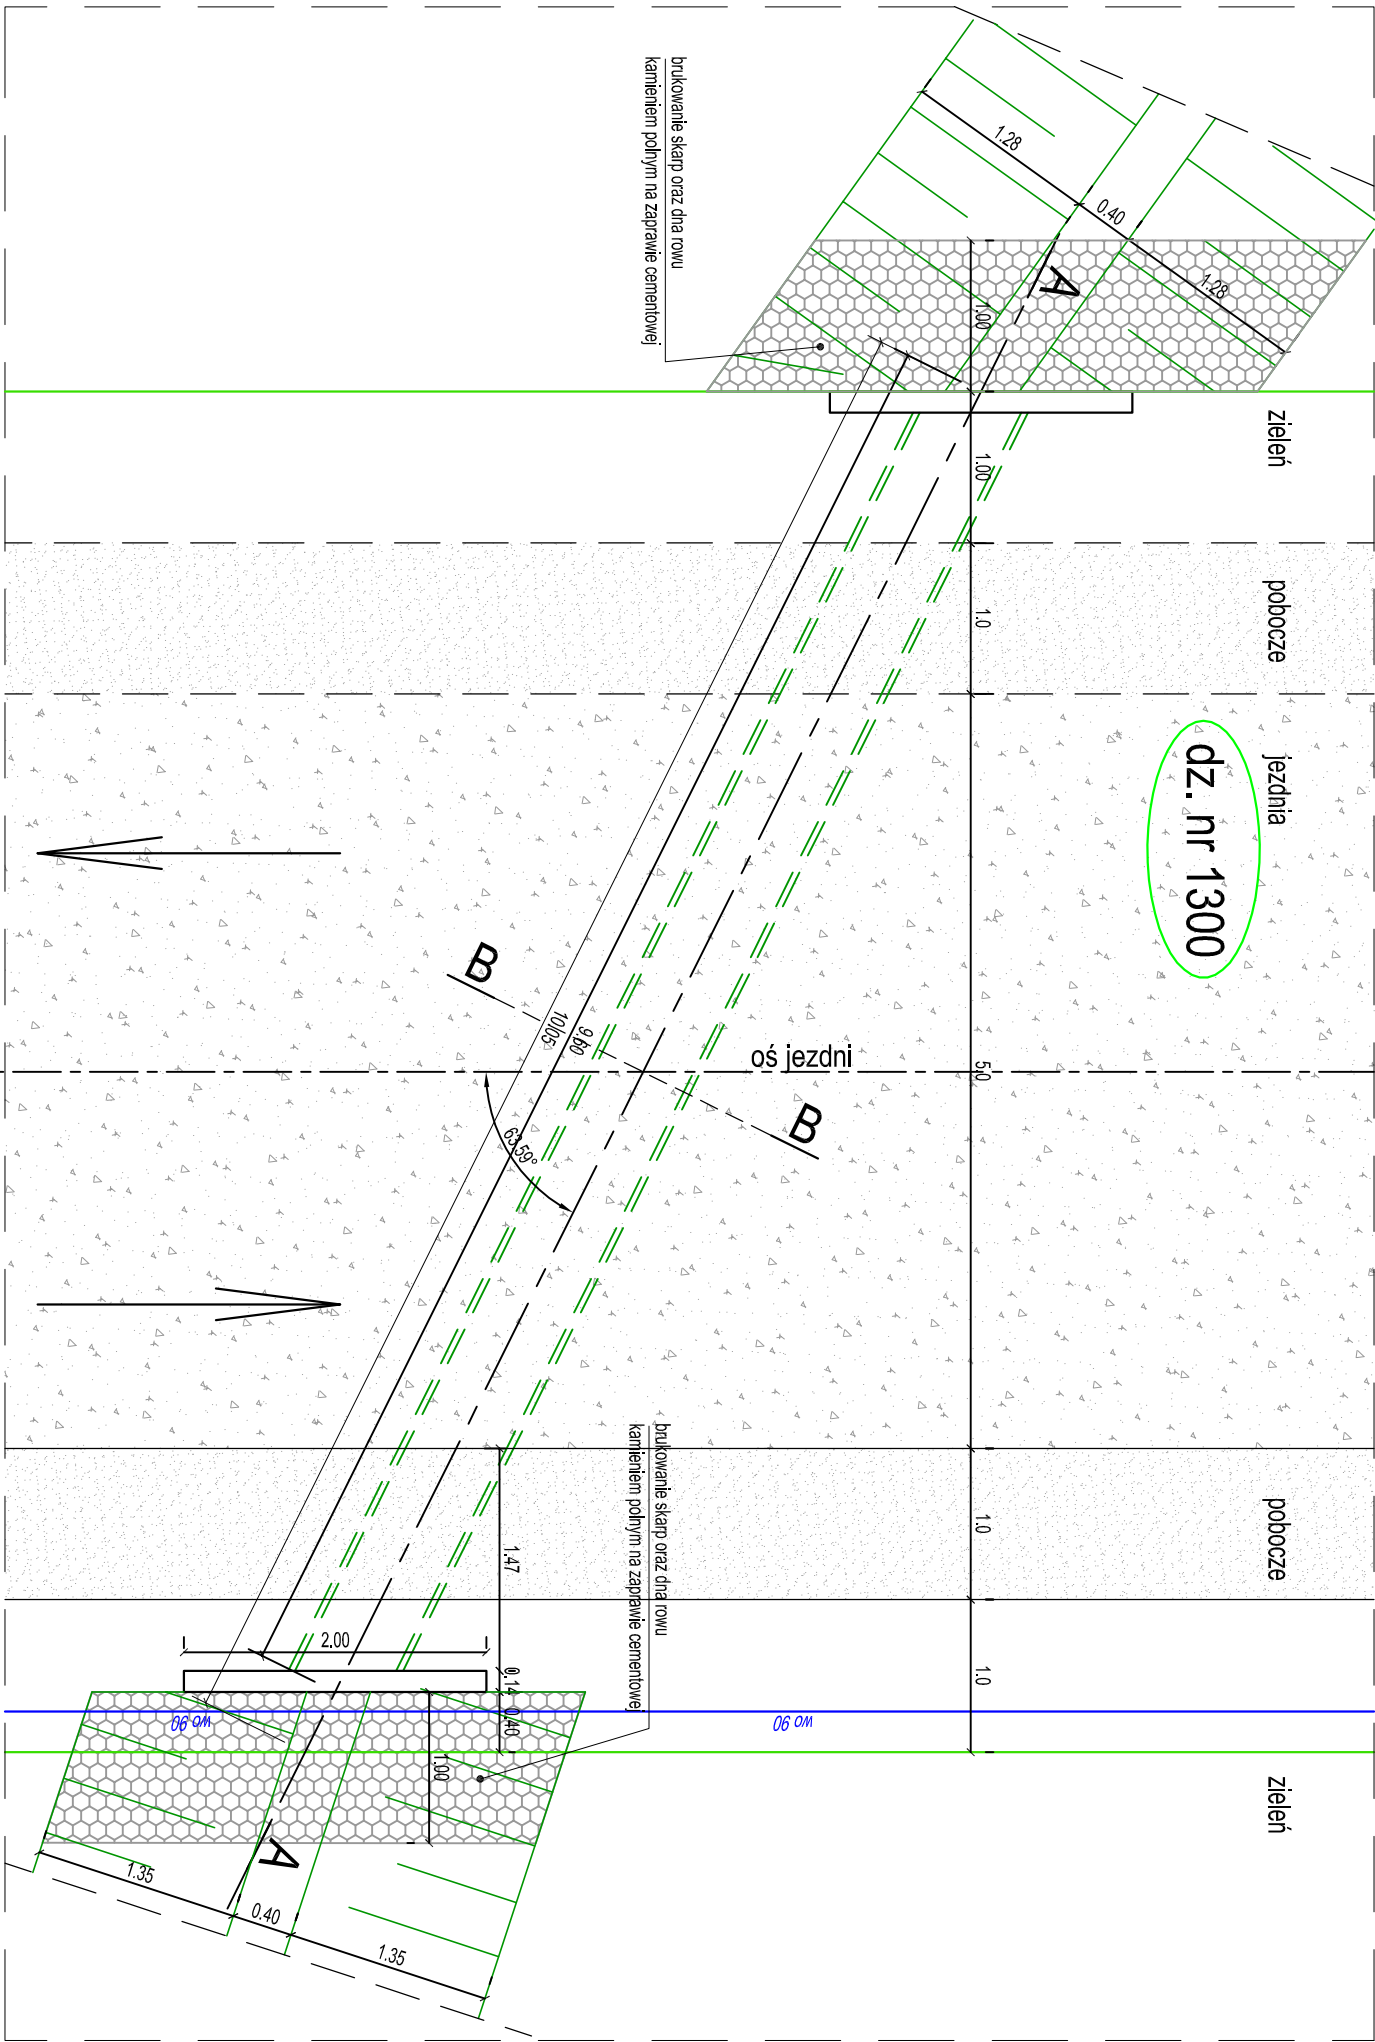 brukowanie skarp oraz dna rowu
kamieniem polnym na zaprawie cementowej
1.28
0.40
1.28
A
1.00
zieleń
1.00
pobocze
1.0
jezdnia
dz. nr 1300
B
9.60
10.05
oś jezdni
5.0
B
63.59°
brukowanie skarp oraz dna rowu
kamieniem polnym na zaprawie cementowej
pobocze
1.0
1.47
2.00
0.14
0.40
1.0
wo 90
wo 90
1.00
zieleń
A
1.35
0.40
1.35